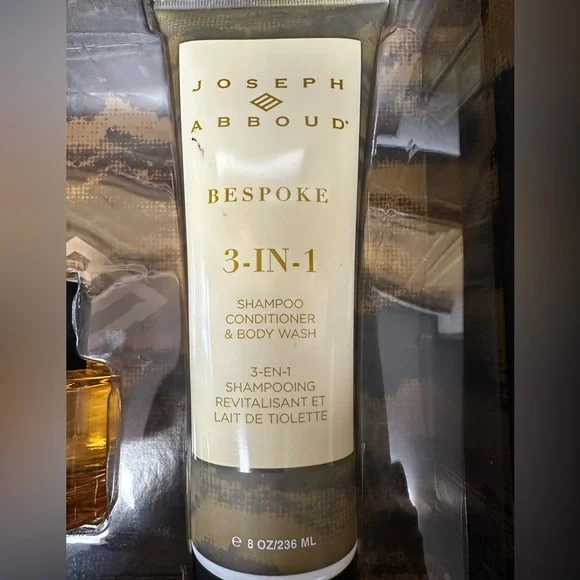 JOSEPH
ABBOUD®
BESPOKE
3-IN-1
SHAMPOO
CONDITIONER
& BODY WASH
3-EN-1
SHAMPOOING
REVITALISANT ET
LAIT DE TIOLETTE
℮ 8 OZ/236 ML